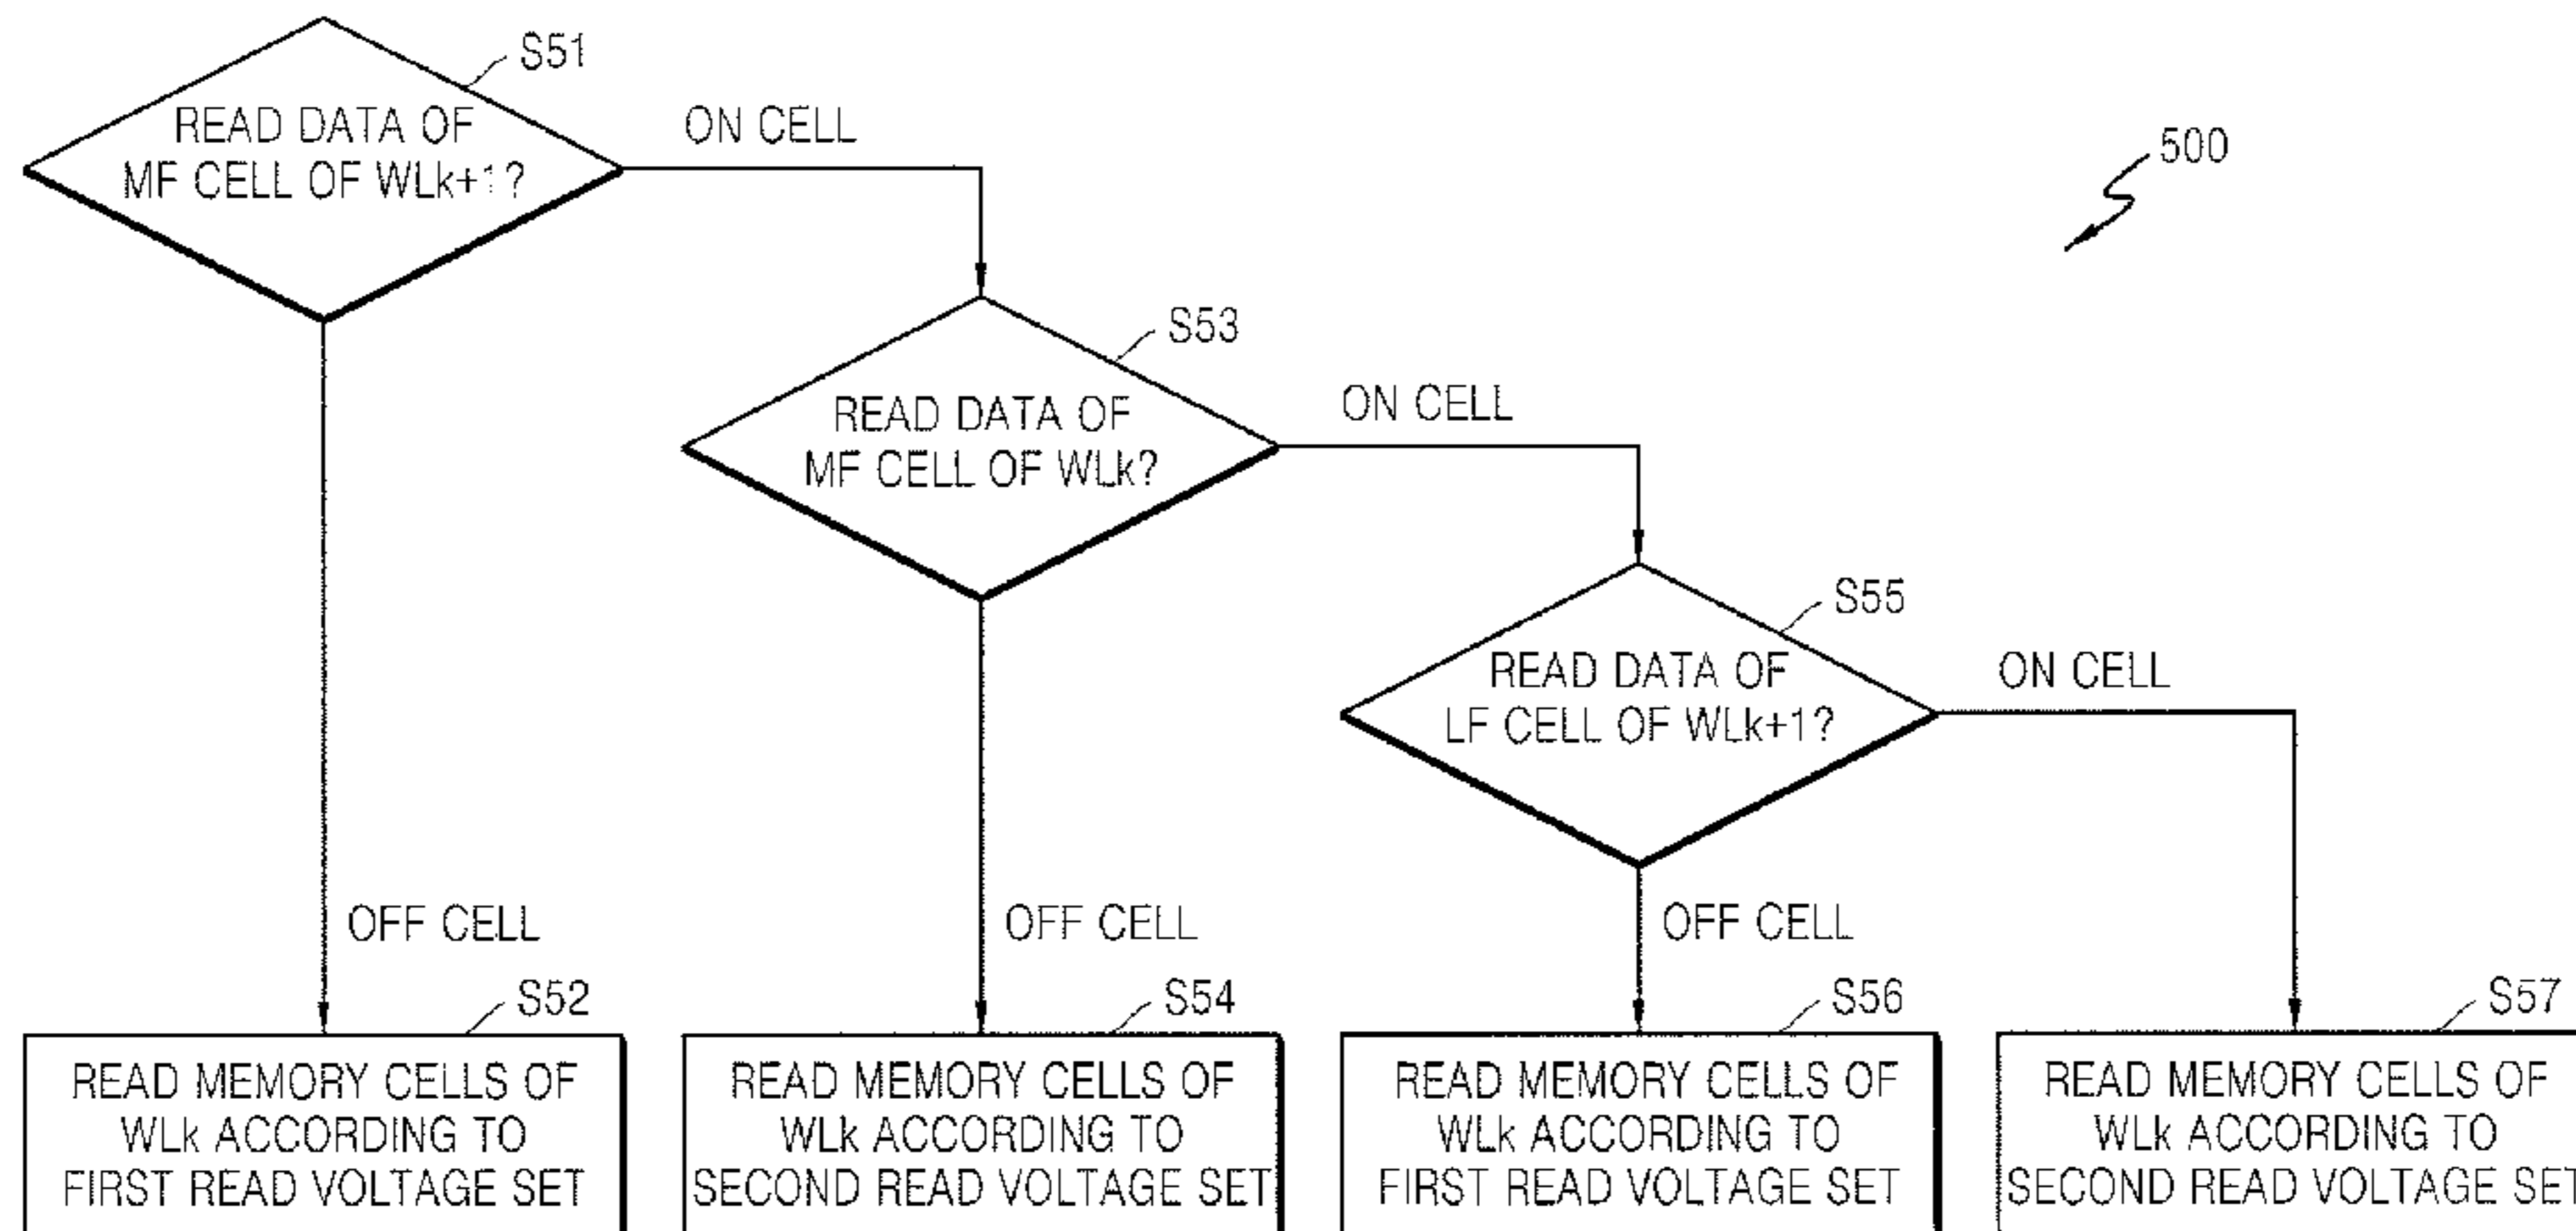 S51
READ DATA OF
MF CELL OF WLk+1?
ON CELL
500
S53
READ DATA OF
MF CELL OF WLk?
ON CELL
S55
READ DATA OF
LF CELL OF WLk+1?
ON CELL
OFF CELL
OFF CELL
OFF CELL
S52
READ MEMORY CELLS OF
WLk ACCORDING TO
FIRST READ VOLTAGE SET
S54
READ MEMORY CELLS OF
WLk ACCORDING TO
SECOND READ VOLTAGE SET
S56
READ MEMORY CELLS OF
WLk ACCORDING TO
FIRST READ VOLTAGE SET
S57
READ MEMORY CELLS OF
WLk ACCORDING TO
SECOND READ VOLTAGE SET